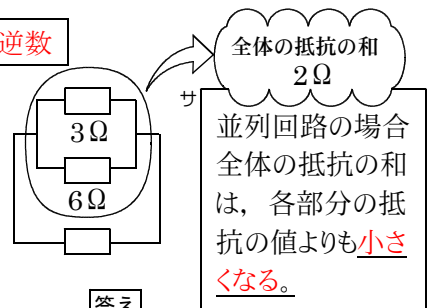 逆数
全体の抵抗の和
2Ω
サ
3Ω
6Ω
並列回路の場合
全体の抵抗の和
は，各部分の抵
抗の値よりも小さ
くなる。
答え